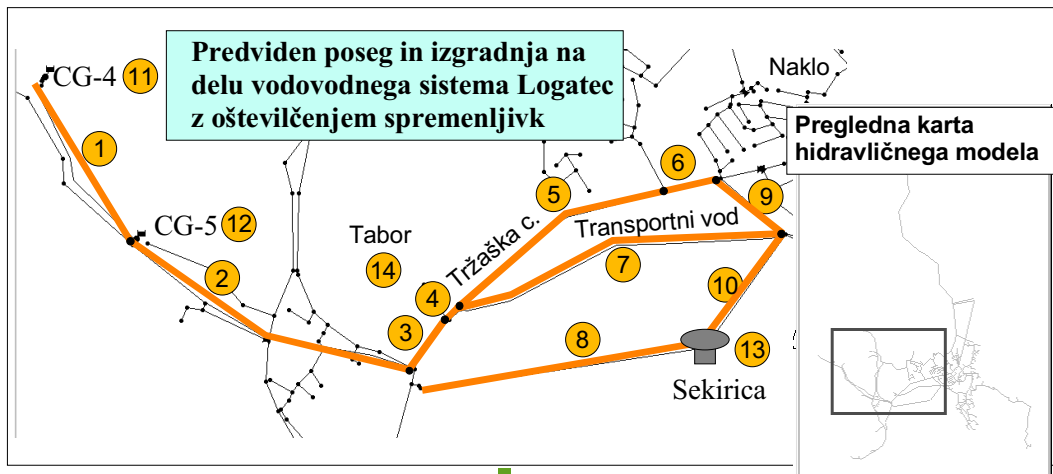 Predviden poseg in izgradnja na
delu vodovodnega sistema Logatec
z oštevilčenjem spremenljivk
Naklo
Pregledna karta
hidravličnega modela
CG-4
11
1
CG-5
12
2
Tabor
14
3
4
Tržaška c.
5
6
9
Transportni vod
7
10
8
13
Sekirica